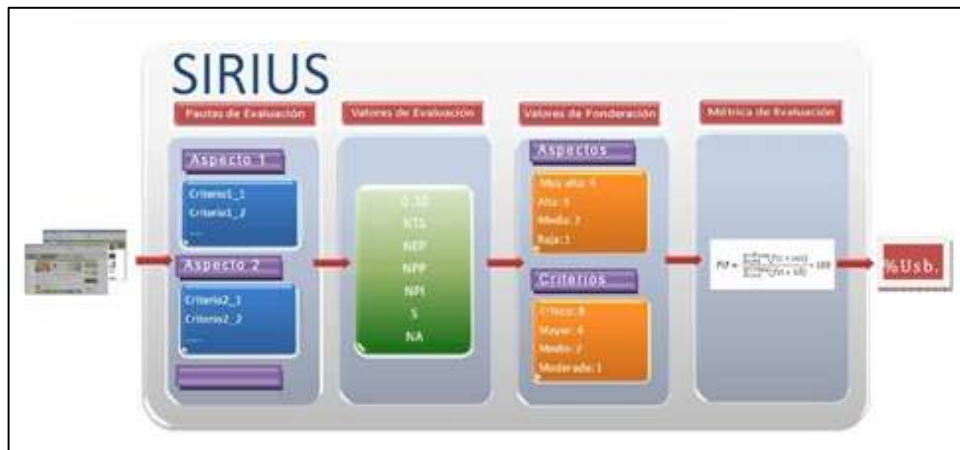 SIRIUS
Pautas de Evaluación
Valores de Evaluación
Valores de Ponderación
Métrica de Evaluación
Aspecto 1
Criterio1_1
Criterio1_2
....
Aspecto 2
Criterio2_1
Criterio2_2
....
0..10
NTS
NEP
NPP
NPI
S
NA
Aspectos
Muy alta:
Alta:
Media: 2
Baja: 1
Criterios
Crítico: 8
Mayor: 4
Medio: 2
Moderado: 1
%Usb.